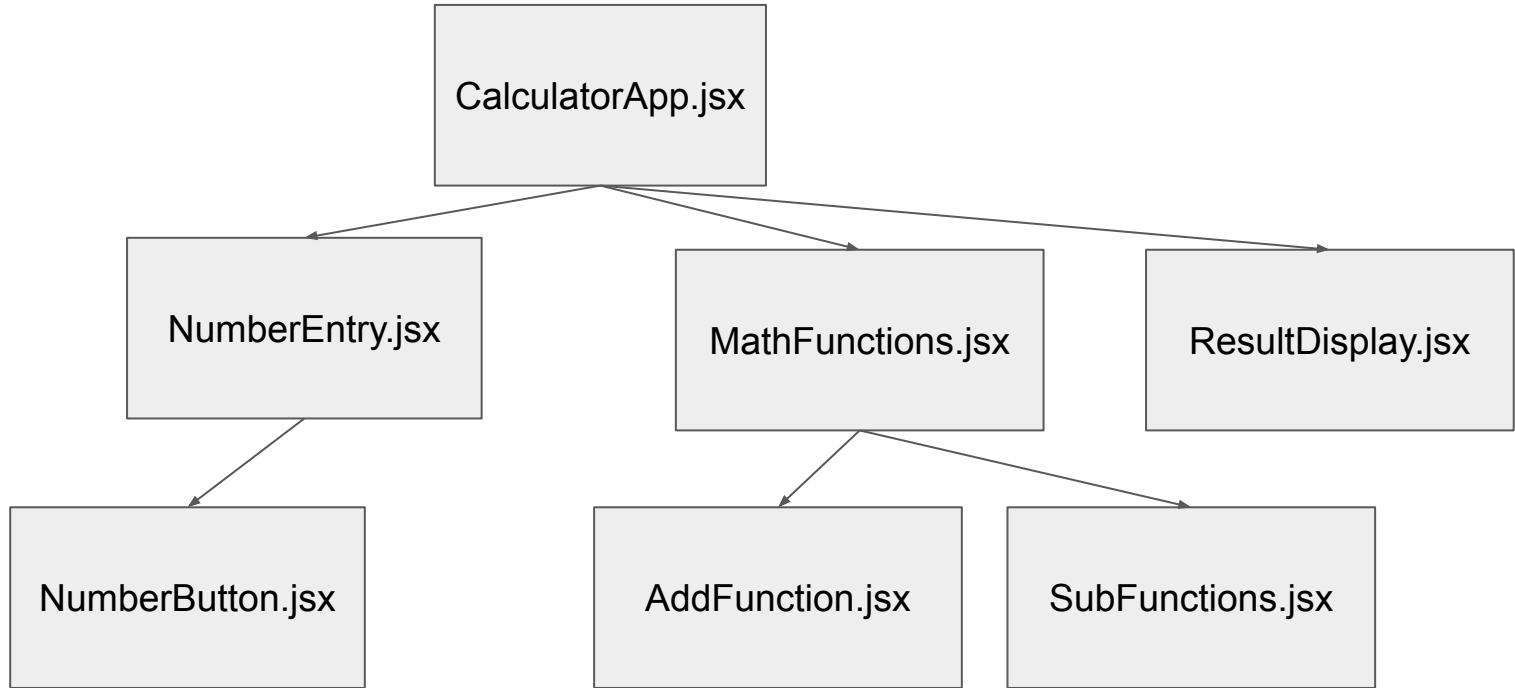 CalculatorApp.jsx
NumberEntry.jsx
MathFunctions.jsx
ResultDisplay.jsx
NumberButton.jsx
AddFunction.jsx
SubFunctions.jsx